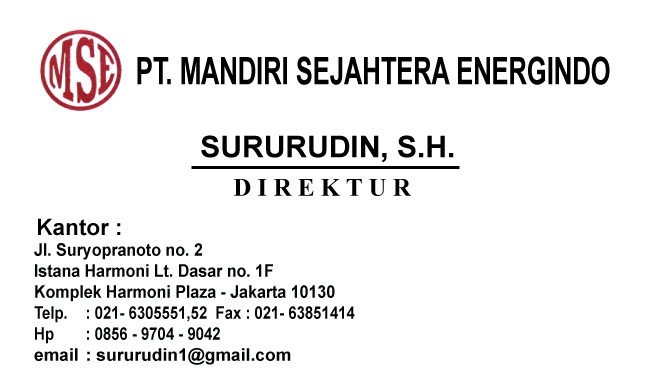 MSE
PT. MANDIRI SEJAHTERA ENERGINDO
SURURUDIN, S.H.
DIREKTUR
Kantor :
Jl. Suryopranoto no. 2
Istana Harmoni Lt. Dasar no. 1F
Komplek Harmoni Plaza - Jakarta 10130
Telp. : 021- 6305551,52 Fax : 021- 63851414
Hp : 0856 - 9704 - 9042
email : sururudin1@gmail.com